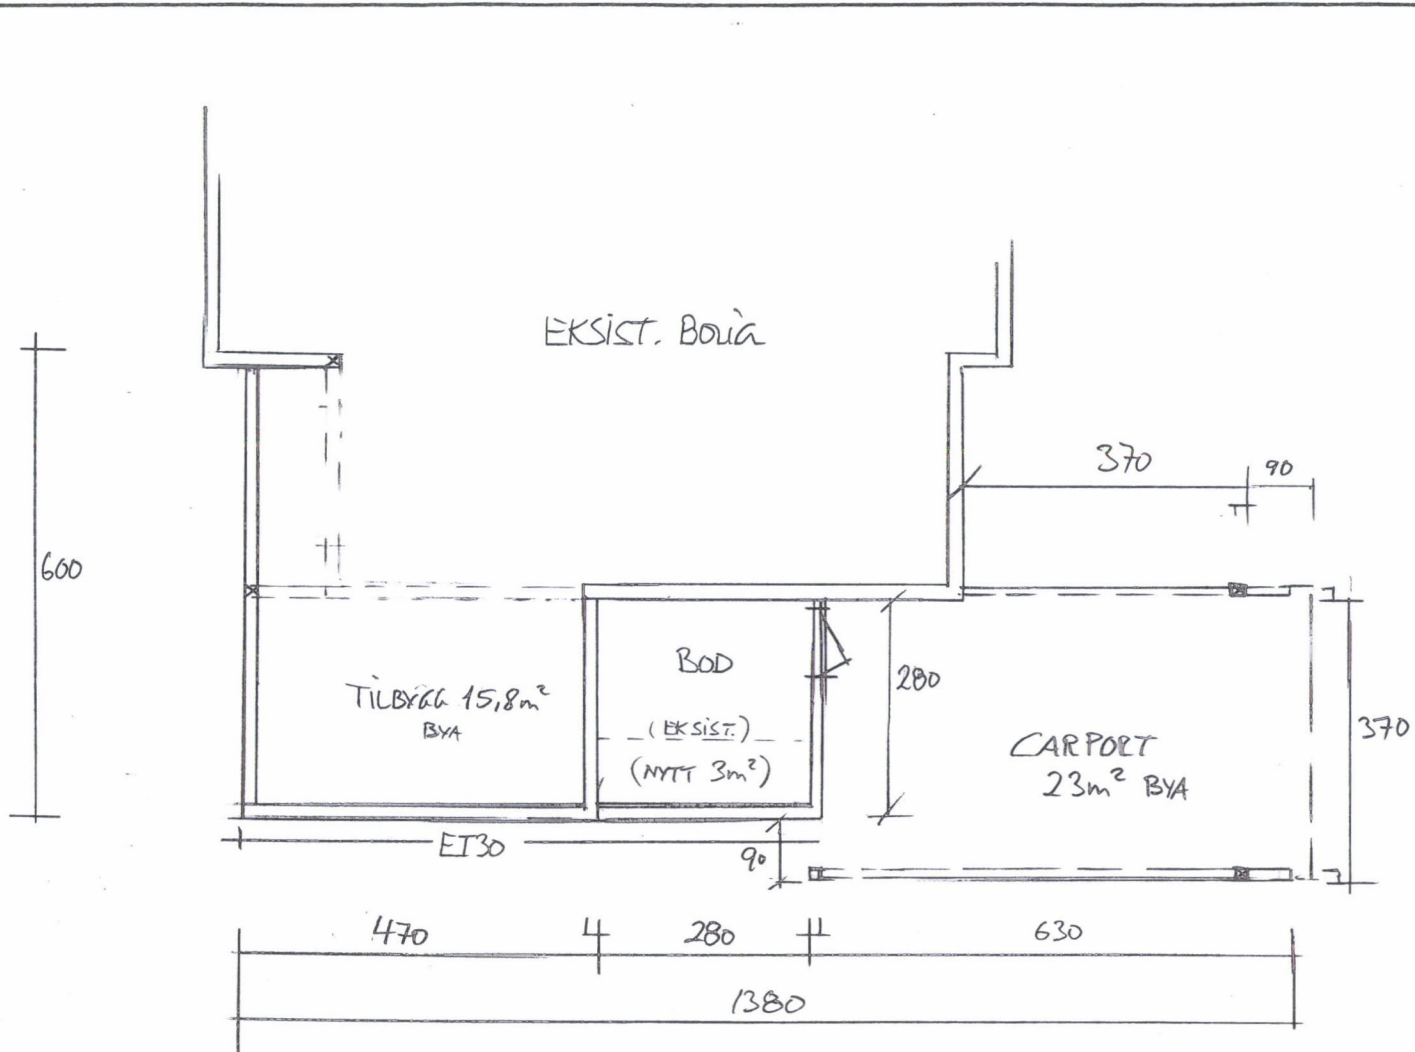 EKSIST. BOLIG
370
90
600
BOD
280
TILBYGG 15,8m²
BYA
(EKSIST.)
(NYTT 3m²)
370
CARPORT
23m² BYA
EI30
90
470
280
630
1380